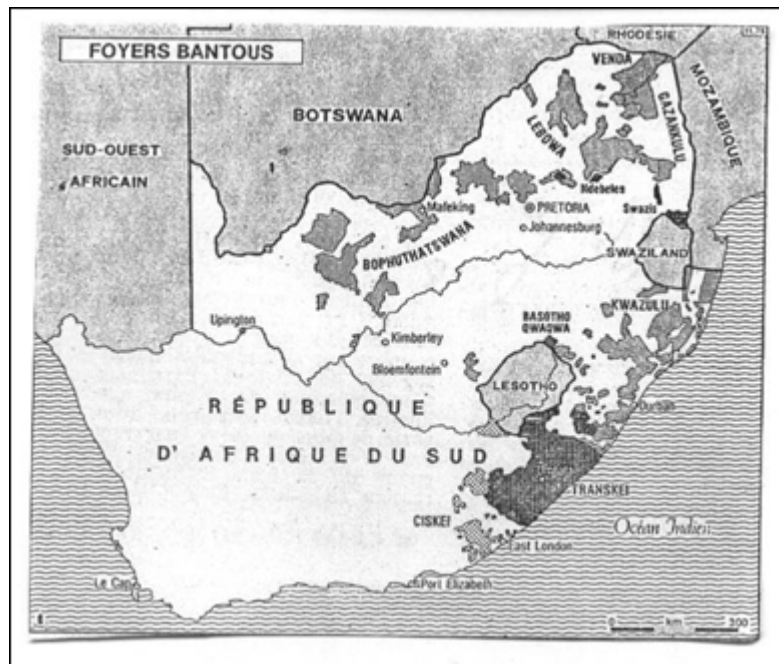 FOYERS BANTOUS
RHODÉSIE
VENDA
MOZAMBIQUE
GAZANKULU
BOTSWANA
LEBOWA
SUD-OUEST
AFRICAIN
Ndebeles
Mafeking
PRETORIA
Swazis
Johannesburg
BOPHUTHATSWANA
SWAZILAND
KWAZULU
Upington
BASOTHO
QWAQWA
Kimberley
Bloemfontein
LESOTHO
RÉPUBLIQUE
Durban
D'AFRIQUE DU SUD
TRANSKEI
CISKEI
Océan Indien
East London
Le Cap
Port Elizabeth
0 km 300